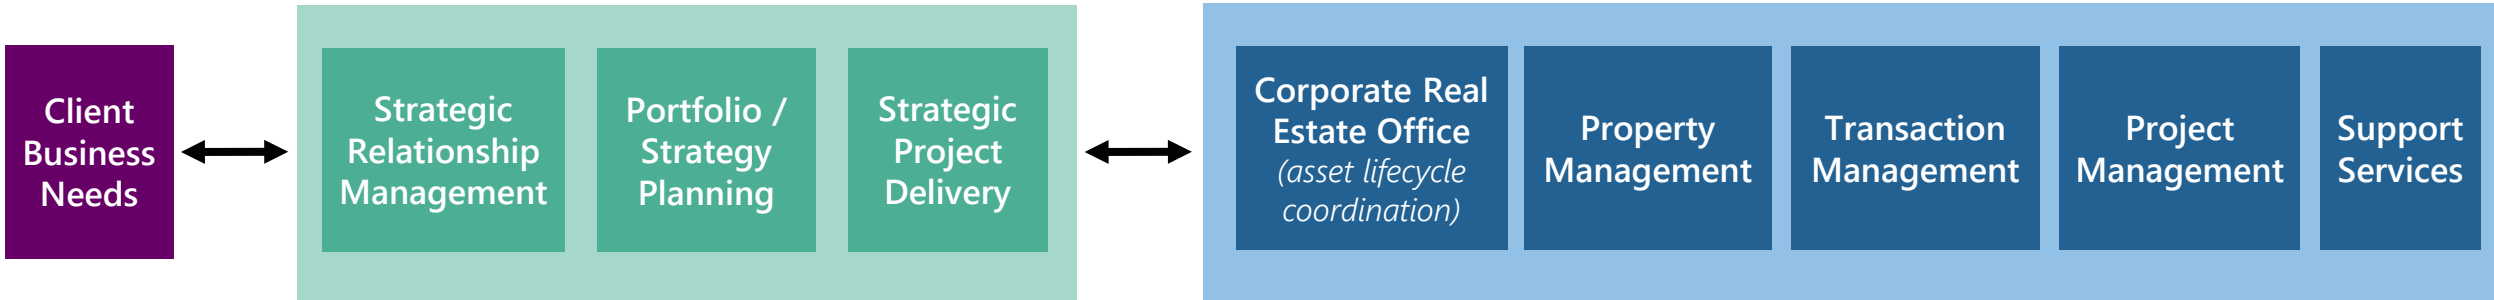 Client
Business
Needs
Strategic
Relationship
Management
Portfolio /
Strategy
Planning
Strategic
Project
Delivery
Corporate Real
Estate Office
(asset lifecycle
coordination)
Property
Management
Transaction
Management
Project
Management
Support
Services